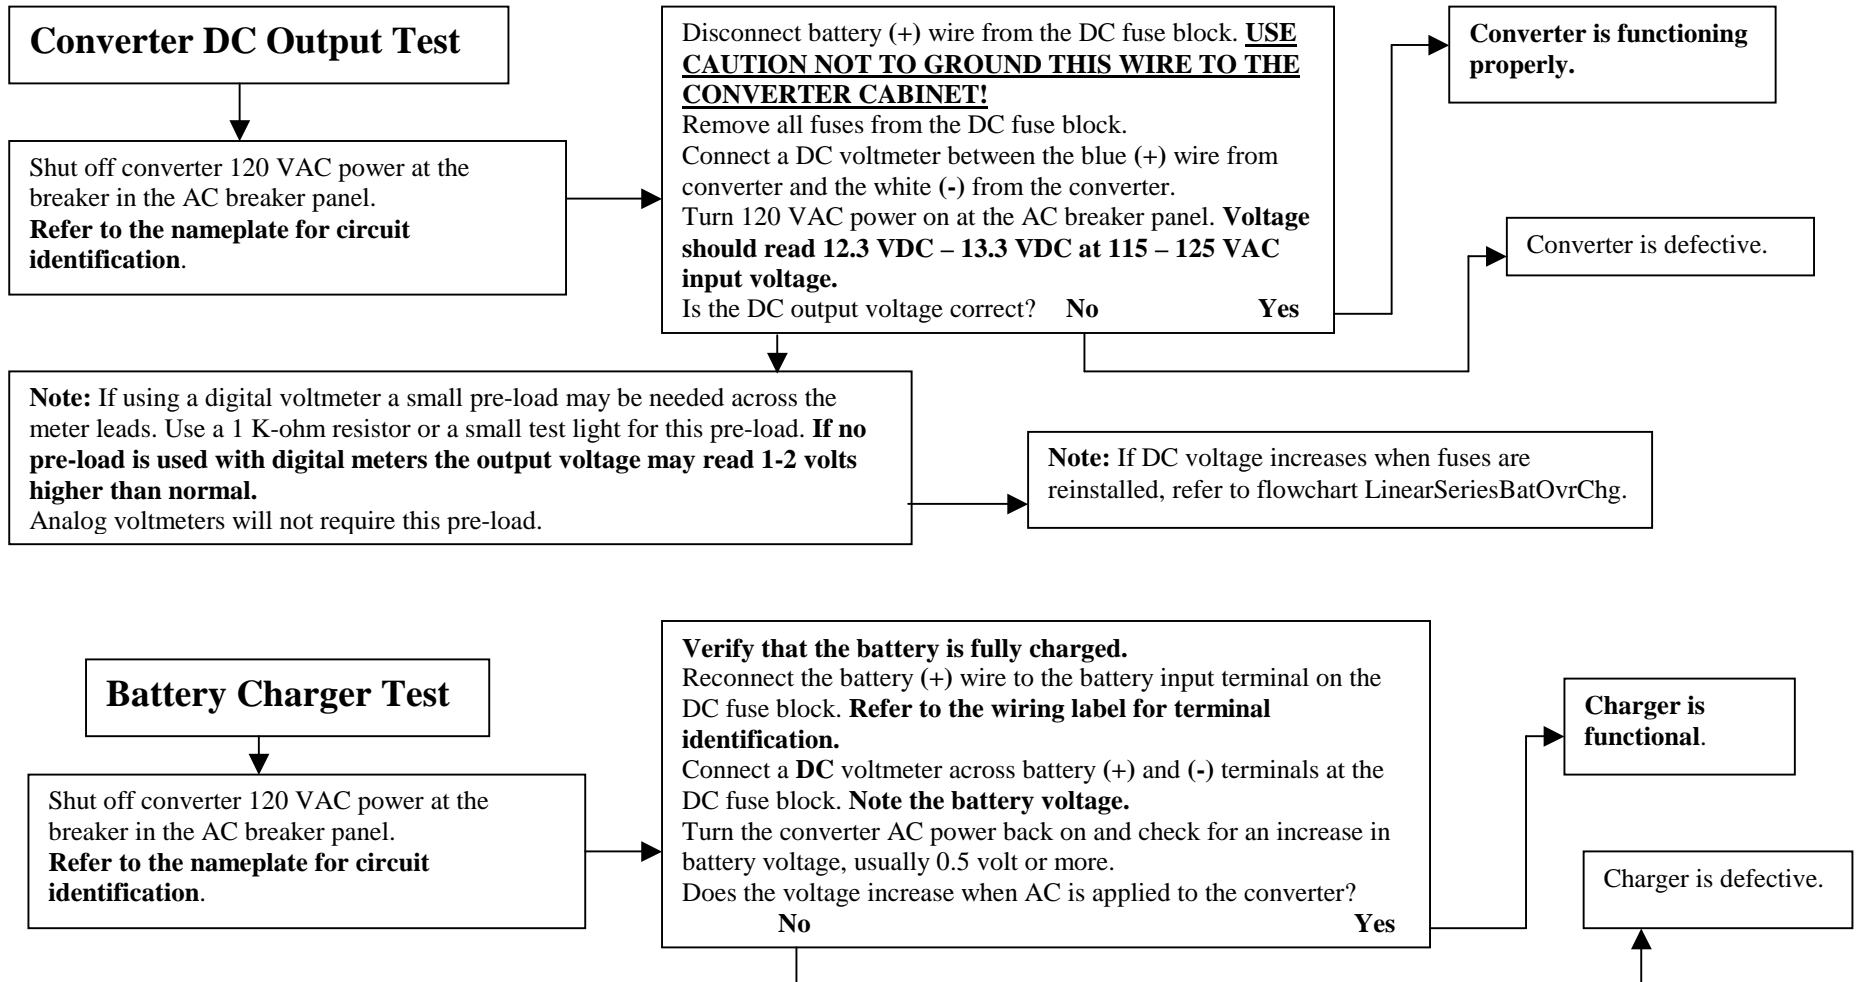 Converter DC Output Test
Shut off converter 120 VAC power at the
breaker in the AC breaker panel.
Refer to the nameplate for circuit
identification.
Disconnect battery (+) wire from the DC fuse block. USE
CAUTION NOT TO GROUND THIS WIRE TO THE
CONVERTER CABINET!
Remove all fuses from the DC fuse block.
Connect a DC voltmeter between the blue (+) wire from
converter and the white (-) from the converter.
Turn 120 VAC power on at the AC breaker panel. Voltage
should read 12.3 VDC – 13.3 VDC at 115 – 125 VAC
input voltage.
Is the DC output voltage correct? No Yes
Converter is functioning
properly.
Converter is defective.
Note: If using a digital voltmeter a small pre-load may be needed across the
meter leads. Use a 1 K-ohm resistor or a small test light for this pre-load. If no
pre-load is used with digital meters the output voltage may read 1-2 volts
higher than normal.
Analog voltmeters will not require this pre-load.
Note: If DC voltage increases when fuses are
reinstalled, refer to flowchart LinearSeriesBatOvrChg.
Battery Charger Test
Shut off converter 120 VAC power at the
breaker in the AC breaker panel.
Refer to the nameplate for circuit
identification.
Verify that the battery is fully charged.
Reconnect the battery (+) wire to the battery input terminal on the
DC fuse block. Refer to the wiring label for terminal
identification.
Connect a DC voltmeter across battery (+) and (-) terminals at the
DC fuse block. Note the battery voltage.
Turn the converter AC power back on and check for an increase in
battery voltage, usually 0.5 volt or more.
Does the voltage increase when AC is applied to the converter?
No Yes
Charger is
functional.
Charger is defective.